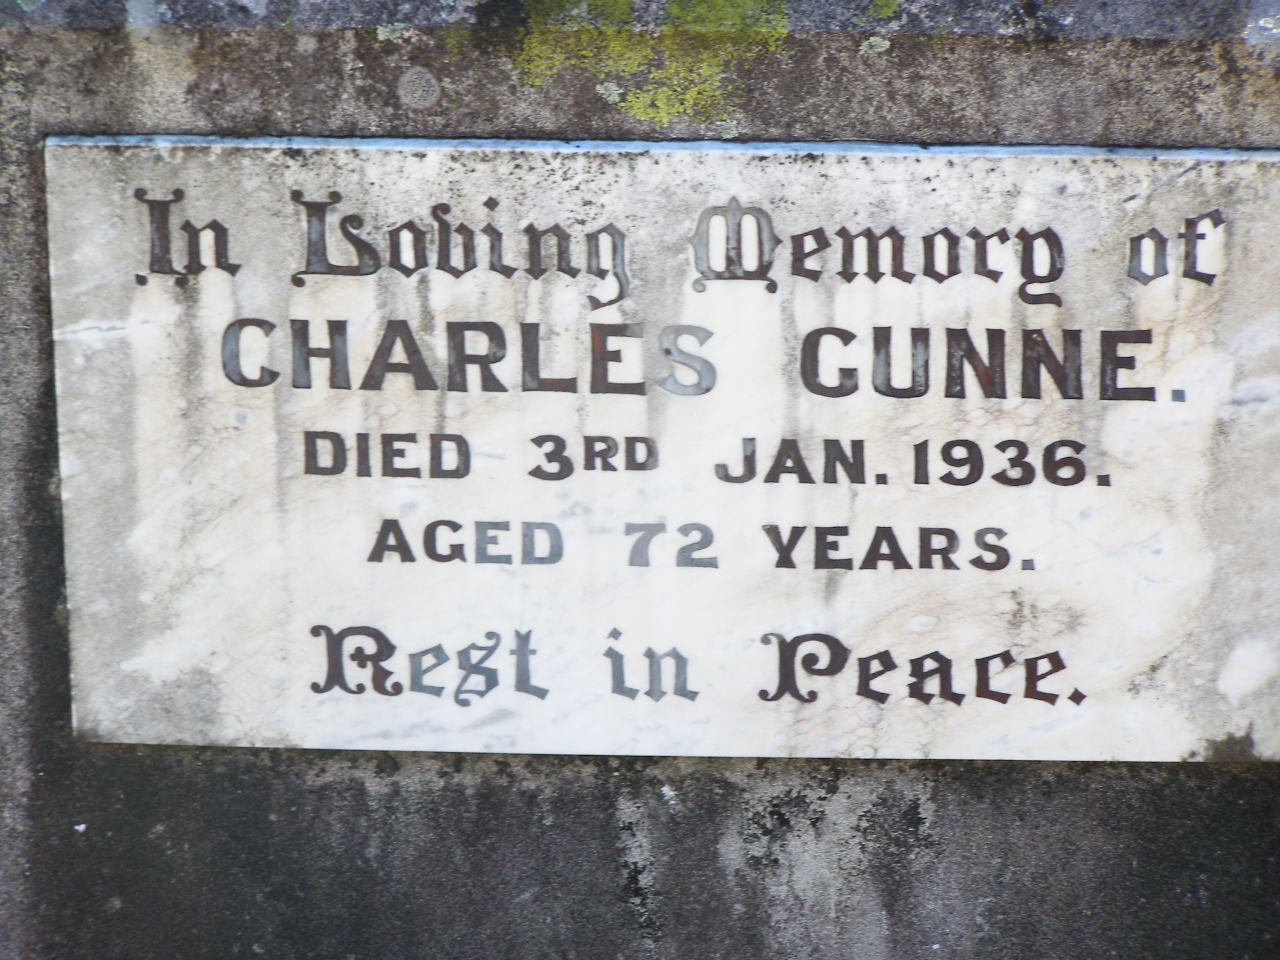 In Loving Memory of
CHARLES GUNNE.
DIED 3RD JAN. 1936.
AGED 72 YEARS.
Rest in Peace.